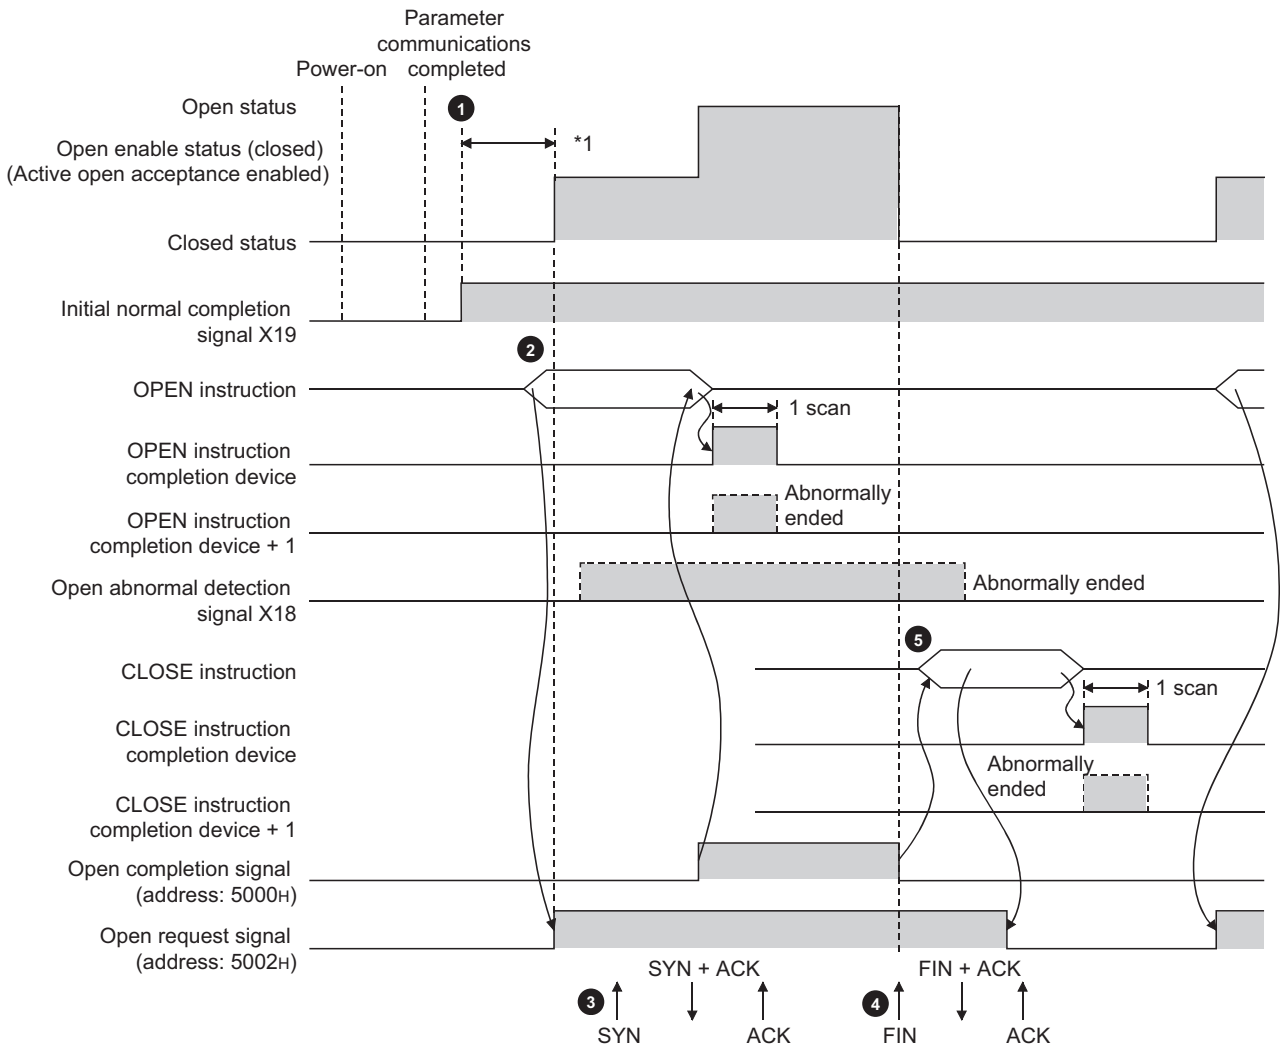 Parameter
communications
Power-on completed
1
Open status
*1
Open enable status (closed)
(Active open acceptance enabled)
Closed status
Initial normal completion
signal X19
2
OPEN instruction
1 scan
OPEN instruction
completion device
Abnormally
ended
OPEN instruction
completion device + 1
Open abnormal detection
signal X18
Abnormally ended
5
CLOSE instruction
1 scan
CLOSE instruction
completion device
Abnormally
ended
CLOSE instruction
completion device + 1
Open completion signal
(address: 5000H)
Open request signal
(address: 5002H)
SYN + ACK
FIN + ACK
3
4
SYN
ACK
FIN
ACK